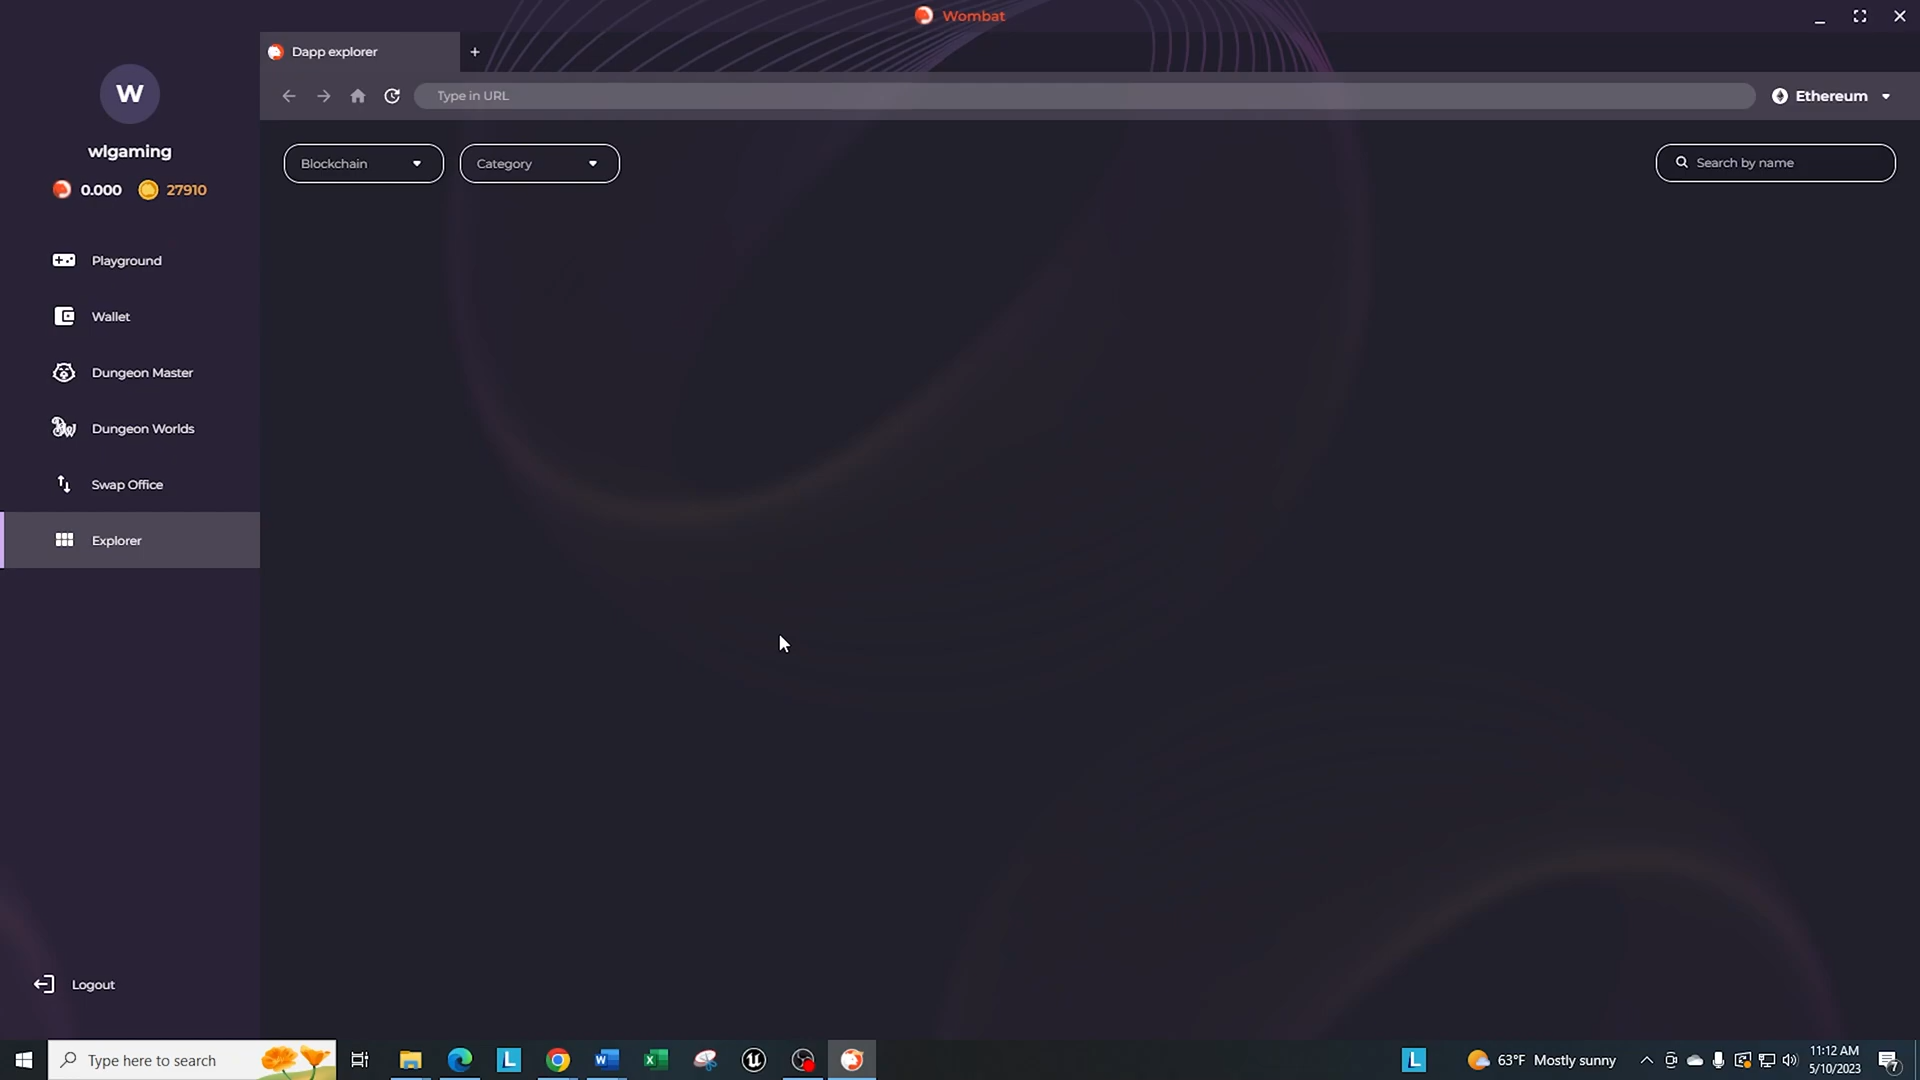 Wombat
Dapp explorer
+
Type in URL
Ethereum
W
wlgaming
0.000 27910
Blockchain
Category
Search by name
Playground
Wallet
Dungeon Master
Dungeon Worlds
Swap Office
Explorer
Logout
Type here to search
63°F Mostly sunny
11:12 AM
5/10/2023
7